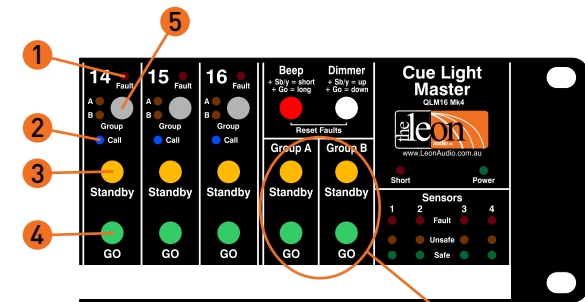 5
1
2
3
4
14
Fault
A
B
Group
Call
Standby
GO
15
Fault
A
B
Group
Call
Standby
GO
16
Fault
A
B
Group
Call
Standby
GO
Beep
+ Sb/y = short
+ Go = long
Dimmer
+ Sb/y = up
+ Go = down
Reset Faults
Group A
Standby
GO
Group B
Standby
GO
Cue Light
Master
QLM16 Mk4
the leon
www.LeonAudio.com.au
Short
Power
Sensors
1 2 3 4
Fault
Unsafe
Safe